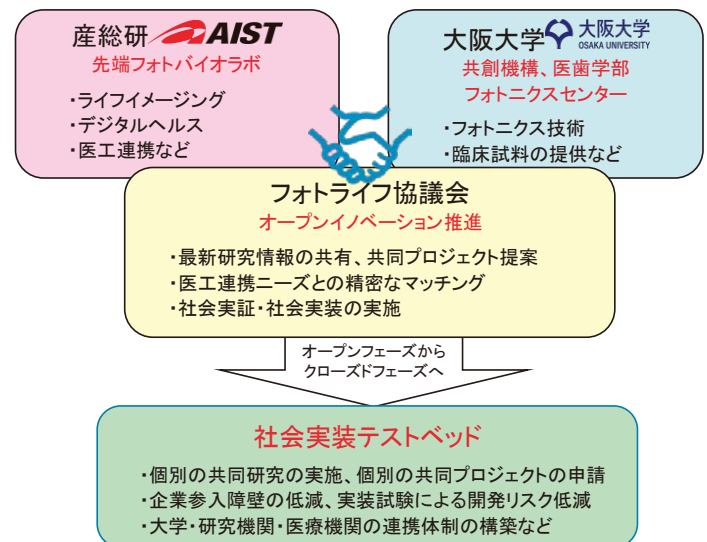 産総研 AIST
先端フォトバイオラボ
・ライフイメージング
・デジタルヘルス
・医工連携など
大阪大学 大阪大学
OSAKA UNIVERSITY
共創機構、医歯学部
フォトニクスセンター
・フォトニクス技術
・臨床試料の提供など
フォトライフ協議会
オープンイノベーション推進
・最新研究情報の共有、共同プロジェクト提案
・医工連携ニーズとの精密なマッチング
・社会実証・社会実装の実施
オープンフェーズから
クローズドフェーズへ
社会実装テストベッド
・個別の共同研究の実施、個別の共同プロジェクトの申請
・企業参入障壁の低減、実装試験による開発リスク低減
・大学・研究機関・医療機関の連携体制の構築など